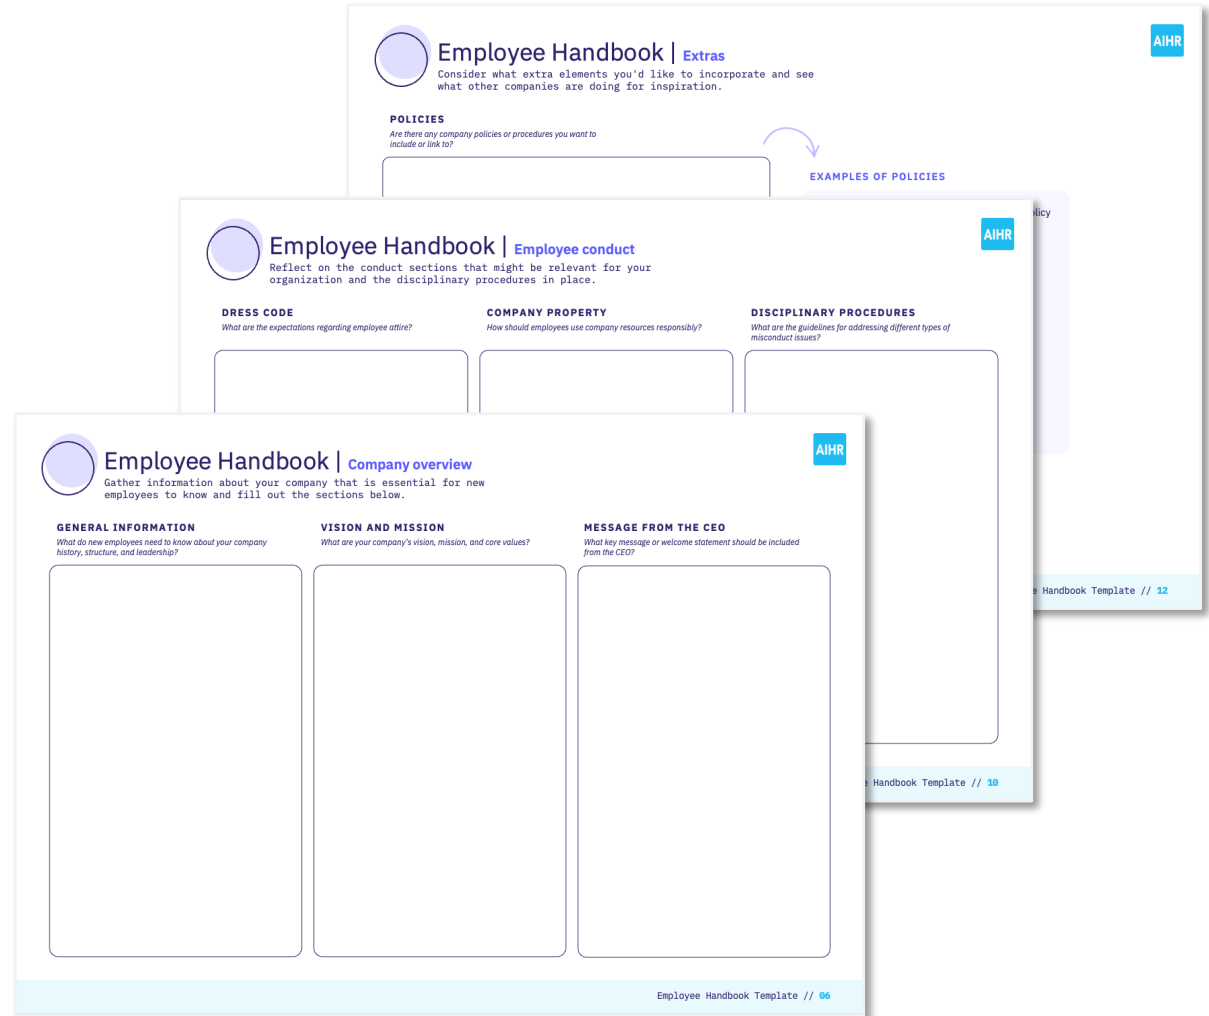 Employee Handbook | Extras
AIHR
Consider what extra elements you'd like to incorporate and see
what other companies are doing for inspiration.
POLICIES
Are there any company policies or procedures you want to
include or link to?
EXAMPLES OF POLICIES
Handbook Template // 12
Employee Handbook | Employee conduct
AIHR
Reflect on the conduct sections that might be relevant for your
organization and the disciplinary procedures in place.
DRESS CODE
What are the expectations regarding employee attire?
COMPANY PROPERTY
How should employees use company resources responsibly?
DISCIPLINARY PROCEDURES
What are the guidelines for addressing different types of
misconduct issues?
Handbook Template // 10
Employee Handbook | Company overview
AIHR
Gather information about your company that is essential for new
employees to know and fill out the sections below.
GENERAL INFORMATION
What do new employees need to know about your company
history, structure, and leadership?
VISION AND MISSION
What are your company's vision, mission, and core values?
MESSAGE FROM THE CEO
What key message or welcome statement should be included
from the CEO?
Employee Handbook Template // 06